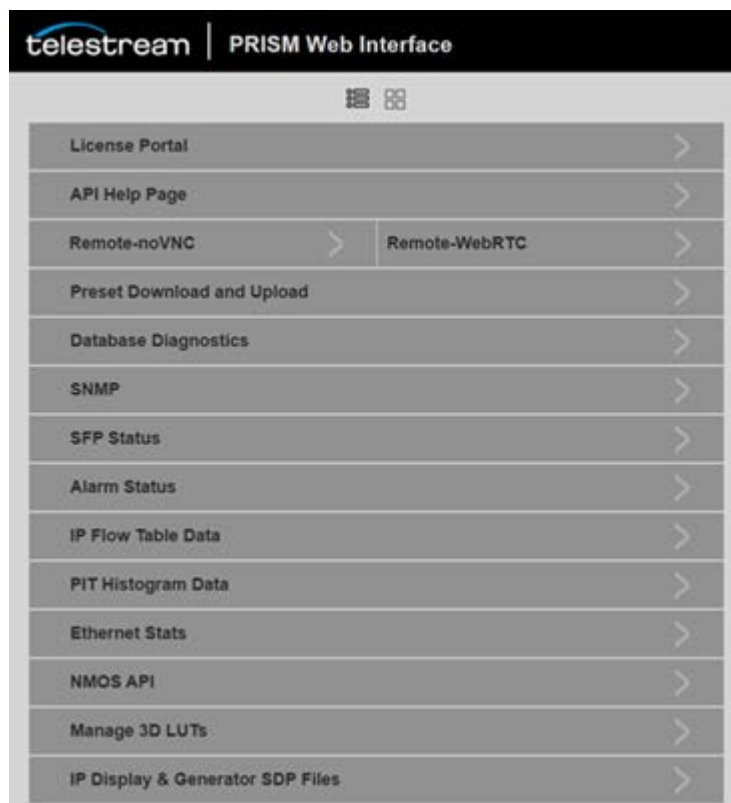 telestream | PRISM Web Interface
License Portal
API Help Page
Remote-noVNC
Remote-WebRTC
Preset Download and Upload
Database Diagnostics
SNMP
SFP Status
Alarm Status
IP Flow Table Data
PIT Histogram Data
Ethernet Stats
NMOS API
Manage 3D LUTs
IP Display & Generator SDP Files